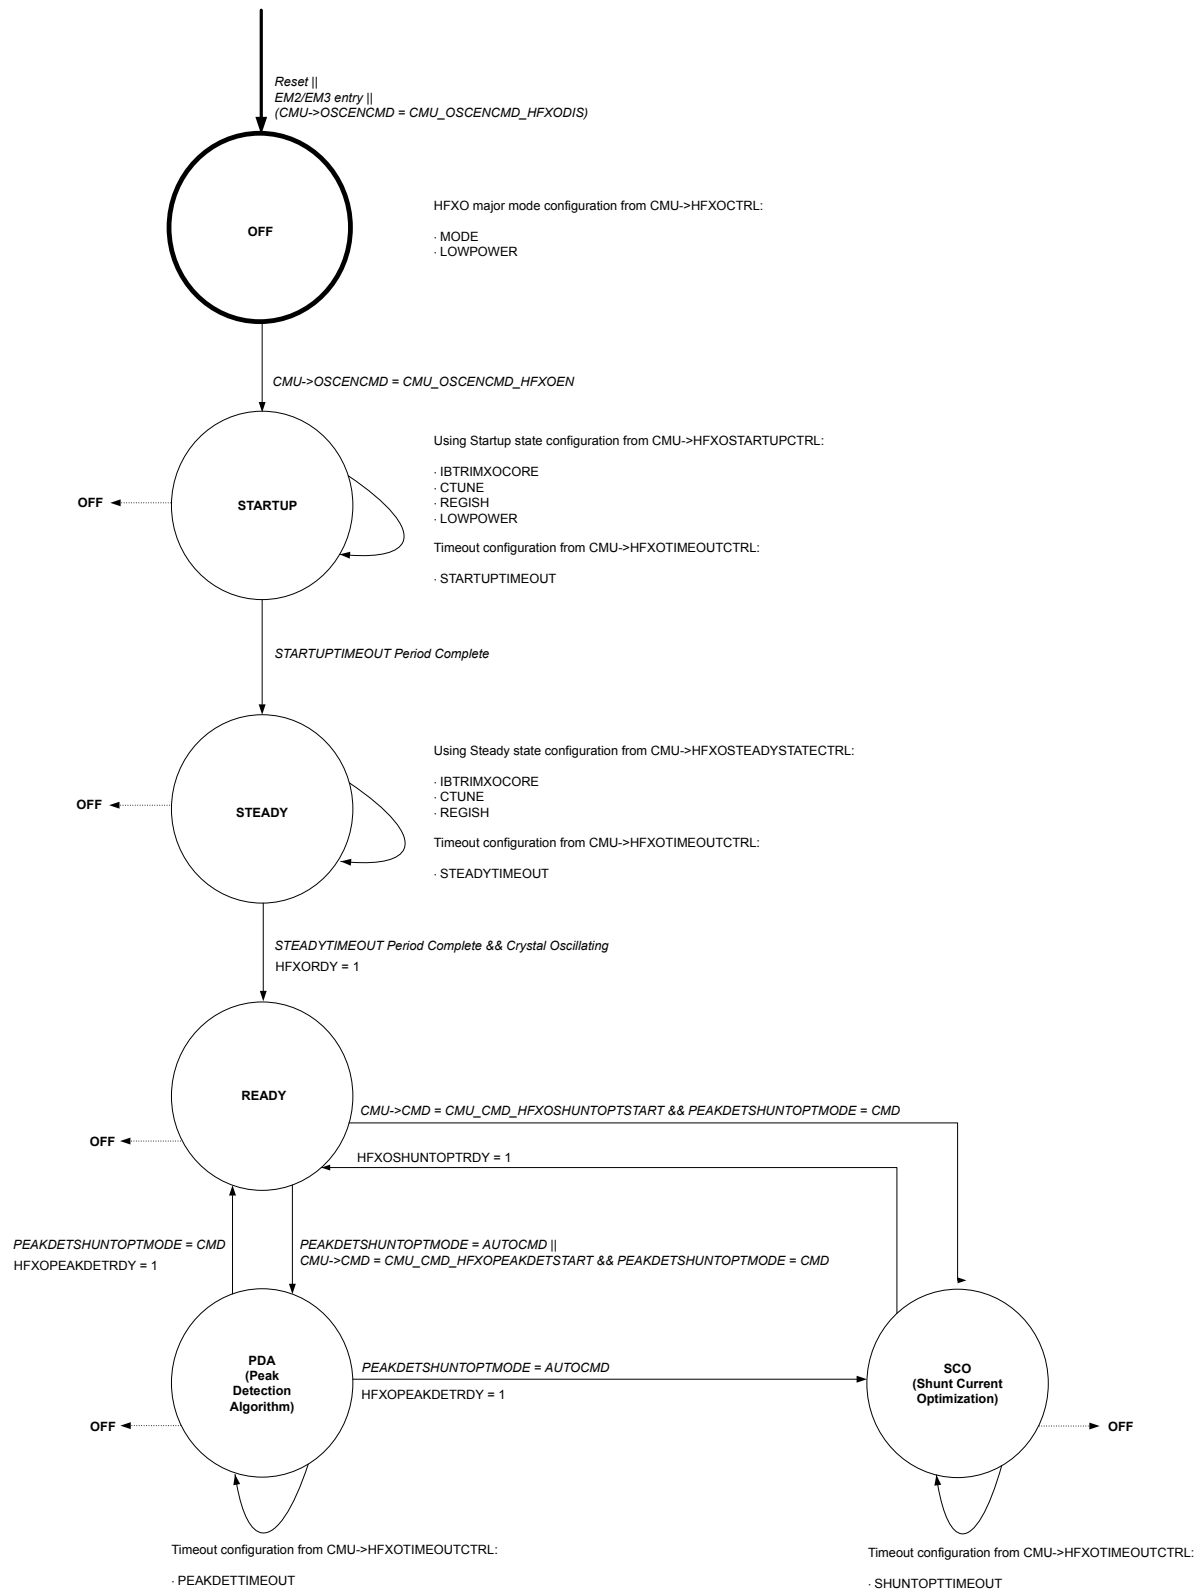 Reset ||
EM2/EM3 entry ||
(CMU->OSCENCMD = CMU_OSCENCMD_HFXODIS)
OFF
HFXO major mode configuration from CMU->HFXOCTRL:
· MODE
· LOWPOWER
CMU->OSCENCMD = CMU_OSCENCMD_HFXOEN
Using Startup state configuration from CMU->HFXOSTARTUPCTRL:
· IBTRIMXOCORE
· CTUNE
· REGISH
· LOWPOWER
OFF
STARTUP
Timeout configuration from CMU->HFXOTIMEOUTCTRL:
· STARTUPTIMEOUT
STARTUPTIMEOUT Period Complete
Using Steady state configuration from CMU->HFXOSTEADYSTATECTRL:
· IBTRIMXOCORE
· CTUNE
· REGISH
OFF
STEADY
Timeout configuration from CMU->HFXOTIMEOUTCTRL:
· STEADYTIMEOUT
STEADYTIMEOUT Period Complete && Crystal Oscillating
HFXORDY = 1
READY
CMU->CMD = CMU_CMD_HFXOSHUNTOPTSTART && PEAKDETSHUNTOPTMODE = CMD
OFF
HFXOSHUNTOPTRDY = 1
PEAKDETSHUNTOPTMODE = CMD
HFXOPEAKDETRDY = 1
PEAKDETSHUNTOPTMODE = AUTOCMD ||
CMU->CMD = CMU_CMD_HFXOPEAKDETSTART && PEAKDETSHUNTOPTMODE = CMD
PDA
(Peak
Detection
Algorithm)
PEAKDETSHUNTOPTMODE = AUTOCMD
HFXOPEAKDETRDY = 1
SCO
(Shunt Current
Optimization)
OFF
OFF
Timeout configuration from CMU->HFXOTIMEOUTCTRL:
· PEAKDETTIMEOUT
Timeout configuration from CMU->HFXOTIMEOUTCTRL:
· SHUNTOPTTIMEOUT